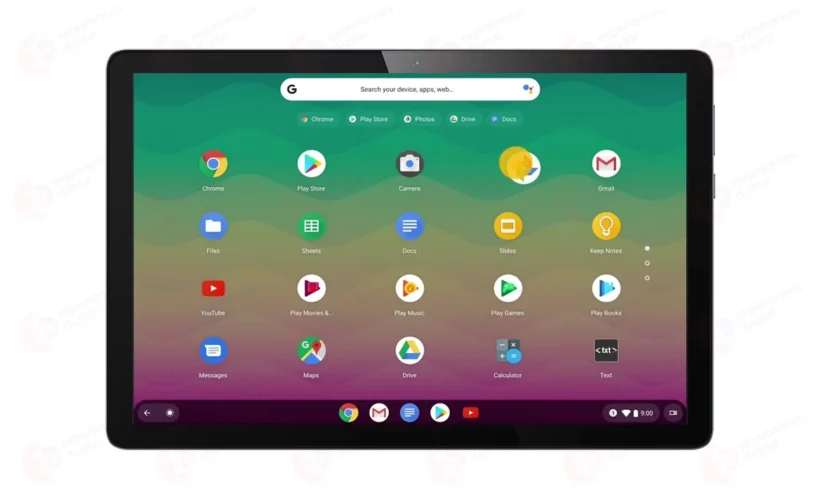 G Search your device, apps, web...
Chrome Play Store Photos Drive Docs
Chrome Play Store Camera Gmail
Files Sheets Docs Slides Keep Notes
YouTube Play Movies &... Play Music Play Games Play Books
G
<txt>
Messages Maps Drive Calculator Text
1 9:00